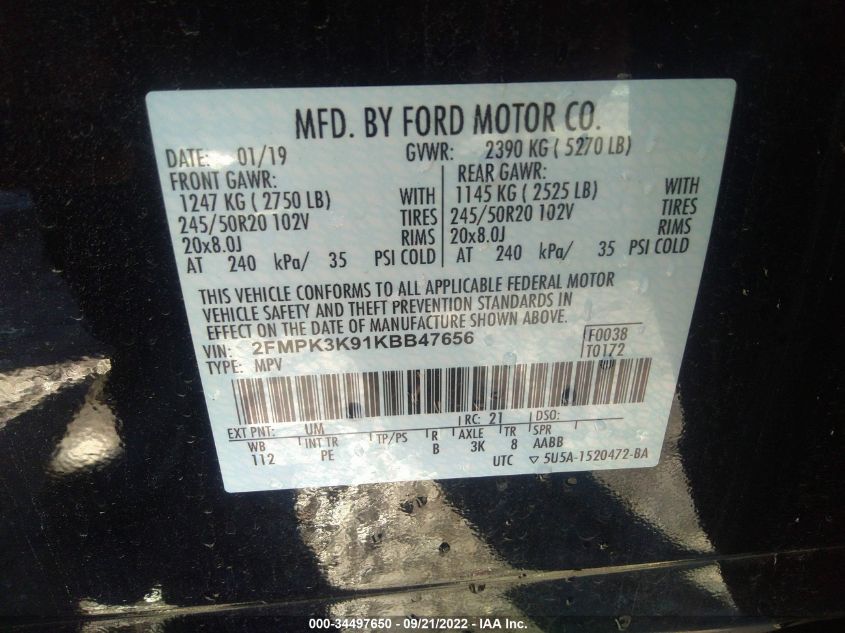 MFD. BY FORD MOTOR CO.
DATE: 01/19 GVWR: 2390 KG ( 5270 LB)
FRONT GAWR: REAR GAWR:
1247 KG ( 2750 LB) WITH 1145 KG ( 2525 LB) WITH
245/50R20 102V TIRES 245/50R20 102V TIRES
20x8.0J RIMS 20x8.0J RIMS
AT 240 kPa/ 35 PSI COLD AT 240 kPa/ 35 PSI COLD
THIS VEHICLE CONFORMS TO ALL APPLICABLE FEDERAL MOTOR
VEHICLE SAFETY AND THEFT PREVENTION STANDARDS IN
EFFECT ON THE DATE OF MANUFACTURE SHOWN ABOVE.
VIN: 2FMPK3K91KBB47656 F0038
TYPE: MPV T0172
EXT PNT: UM RC: 21 DSO:
WB INT TR TP/PS R AXLE TR SPR
112 PE B 3K 8 AABB
UTC ▽ 5U5A-1520472-BA
000-34497650 - 09/21/2022 - IAA Inc.